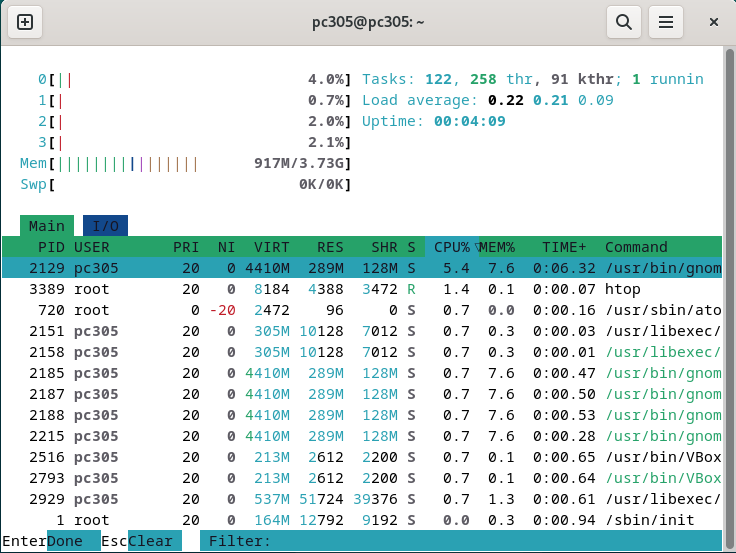 pc305@pc305: ~
0[|| 4.0%] Tasks: 122, 258 thr, 91 kthr; 1 runnin
1[| 0.7%] Load average: 0.22 0.21 0.09
2[| 2.0%] Uptime: 00:04:09
3[| 2.1%]
Mem[|||||||||||||||| 917M/3.73G]
Swp[ 0K/0K]
Main I/O
PID USER PRI NI VIRT RES SHR S CPU%▽MEM% TIME+ Command
2129 pc305 20 0 4410M 289M 128M S 5.4 7.6 0:06.32 /usr/bin/gnom
3389 root 20 0 8184 4388 3472 R 1.4 0.1 0:00.07 htop
720 root 0 -20 2472 96 0 S 0.7 0.0 0:00.16 /usr/sbin/ato
2151 pc305 20 0 305M 10128 7012 S 0.7 0.3 0:00.03 /usr/libexec/
2158 pc305 20 0 305M 10128 7012 S 0.7 0.3 0:00.01 /usr/libexec/
2185 pc305 20 0 4410M 289M 128M S 0.7 7.6 0:00.47 /usr/bin/gnom
2187 pc305 20 0 4410M 289M 128M S 0.7 7.6 0:00.50 /usr/bin/gnom
2188 pc305 20 0 4410M 289M 128M S 0.7 7.6 0:00.53 /usr/bin/gnom
2215 pc305 20 0 4410M 289M 128M S 0.7 7.6 0:00.28 /usr/bin/gnom
2516 pc305 20 0 213M 2612 2200 S 0.7 0.1 0:00.65 /usr/bin/VBox
2793 pc305 20 0 213M 2612 2200 S 0.7 0.1 0:00.64 /usr/bin/VBox
2929 pc305 20 0 537M 51724 39376 S 0.7 1.3 0:00.61 /usr/libexec/
1 root 20 0 164M 12792 9192 S 0.0 0.3 0:00.94 /sbin/init
EnterDone EscClear Filter: